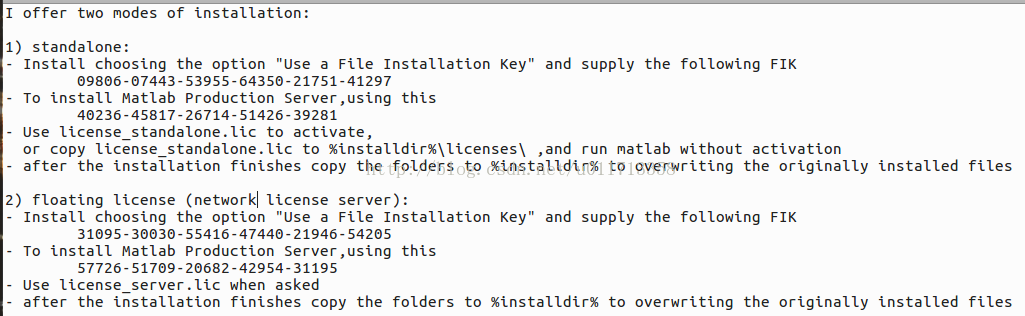 I offer two modes of installation:
1) standalone:
- Install choosing the option "Use a File Installation Key" and supply the following FIK
09806-07443-53955-64350-21751-41297
- To install Matlab Production Server,using this
40236-45817-26714-51426-39281
- Use license_standalone.lic to activate,
or copy license_standalone.lic to %installdir%\licenses\ ,and run matlab without activation
- after the installation finishes copy the folders to %installdir% to overwriting the originally installed files
2) floating license (network license server):
- Install choosing the option "Use a File Installation Key" and supply the following FIK
31095-30030-55416-47440-21946-54205
- To install Matlab Production Server,using this
57726-51709-20682-42954-31195
- Use license_server.lic when asked
- after the installation finishes copy the folders to %installdir% to overwriting the originally installed files